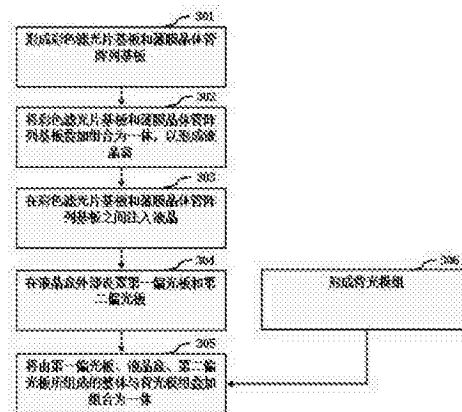 301
形成彩色滤光片基板和薄膜晶体管
阵列基板
302
将彩色滤光片基板和薄膜晶体管阵
列基板叠加组合为一体，以形成液
晶盒
303
在彩色滤光片基板和薄膜晶体管阵
列基板之间注入液晶
304
在液晶盒外部设置第一偏光板和第
二偏光板
306
形成背光模组
305
将由第一偏光板、液晶盒、第二偏
光板所组成的整体与背光模组叠加
组合为一体